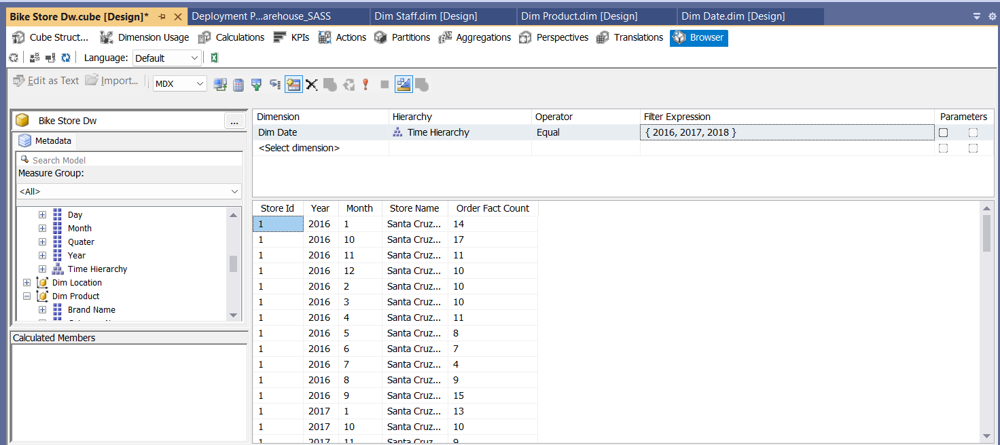 Bike Store Dw.cube [Design]* Deployment P...arehouse_SASS Dim Staff.dim [Design] Dim Product.dim [Design] Dim Date.dim [Design]
Cube Struct... Dimension Usage Calculations KPIs Actions Partitions Aggregations Perspectives Translations Browser
Language: Default
Edit as Text Import... MDX
Bike Store Dw ...
Metadata
Search Model
Measure Group:
<All>
Day
Month
Quater
Year
Time Hierarchy
Dim Location
Dim Product
Brand Name
Calculated Members
Dimension Hierarchy Operator Filter Expression Parameters
Dim Date Time Hierarchy Equal { 2016, 2017, 2018 }
<Select dimension>
Store Id Year Month Store Name Order Fact Count
1 2016 1 Santa Cruz... 14
1 2016 10 Santa Cruz... 17
1 2016 11 Santa Cruz... 11
1 2016 12 Santa Cruz... 10
1 2016 2 Santa Cruz... 10
1 2016 3 Santa Cruz... 10
1 2016 4 Santa Cruz... 11
1 2016 5 Santa Cruz... 8
1 2016 6 Santa Cruz... 7
1 2016 7 Santa Cruz... 4
1 2016 8 Santa Cruz... 9
1 2016 9 Santa Cruz... 15
1 2017 1 Santa Cruz... 13
1 2017 10 Santa Cruz... 10
1 2017 11 Santa Cruz... 9